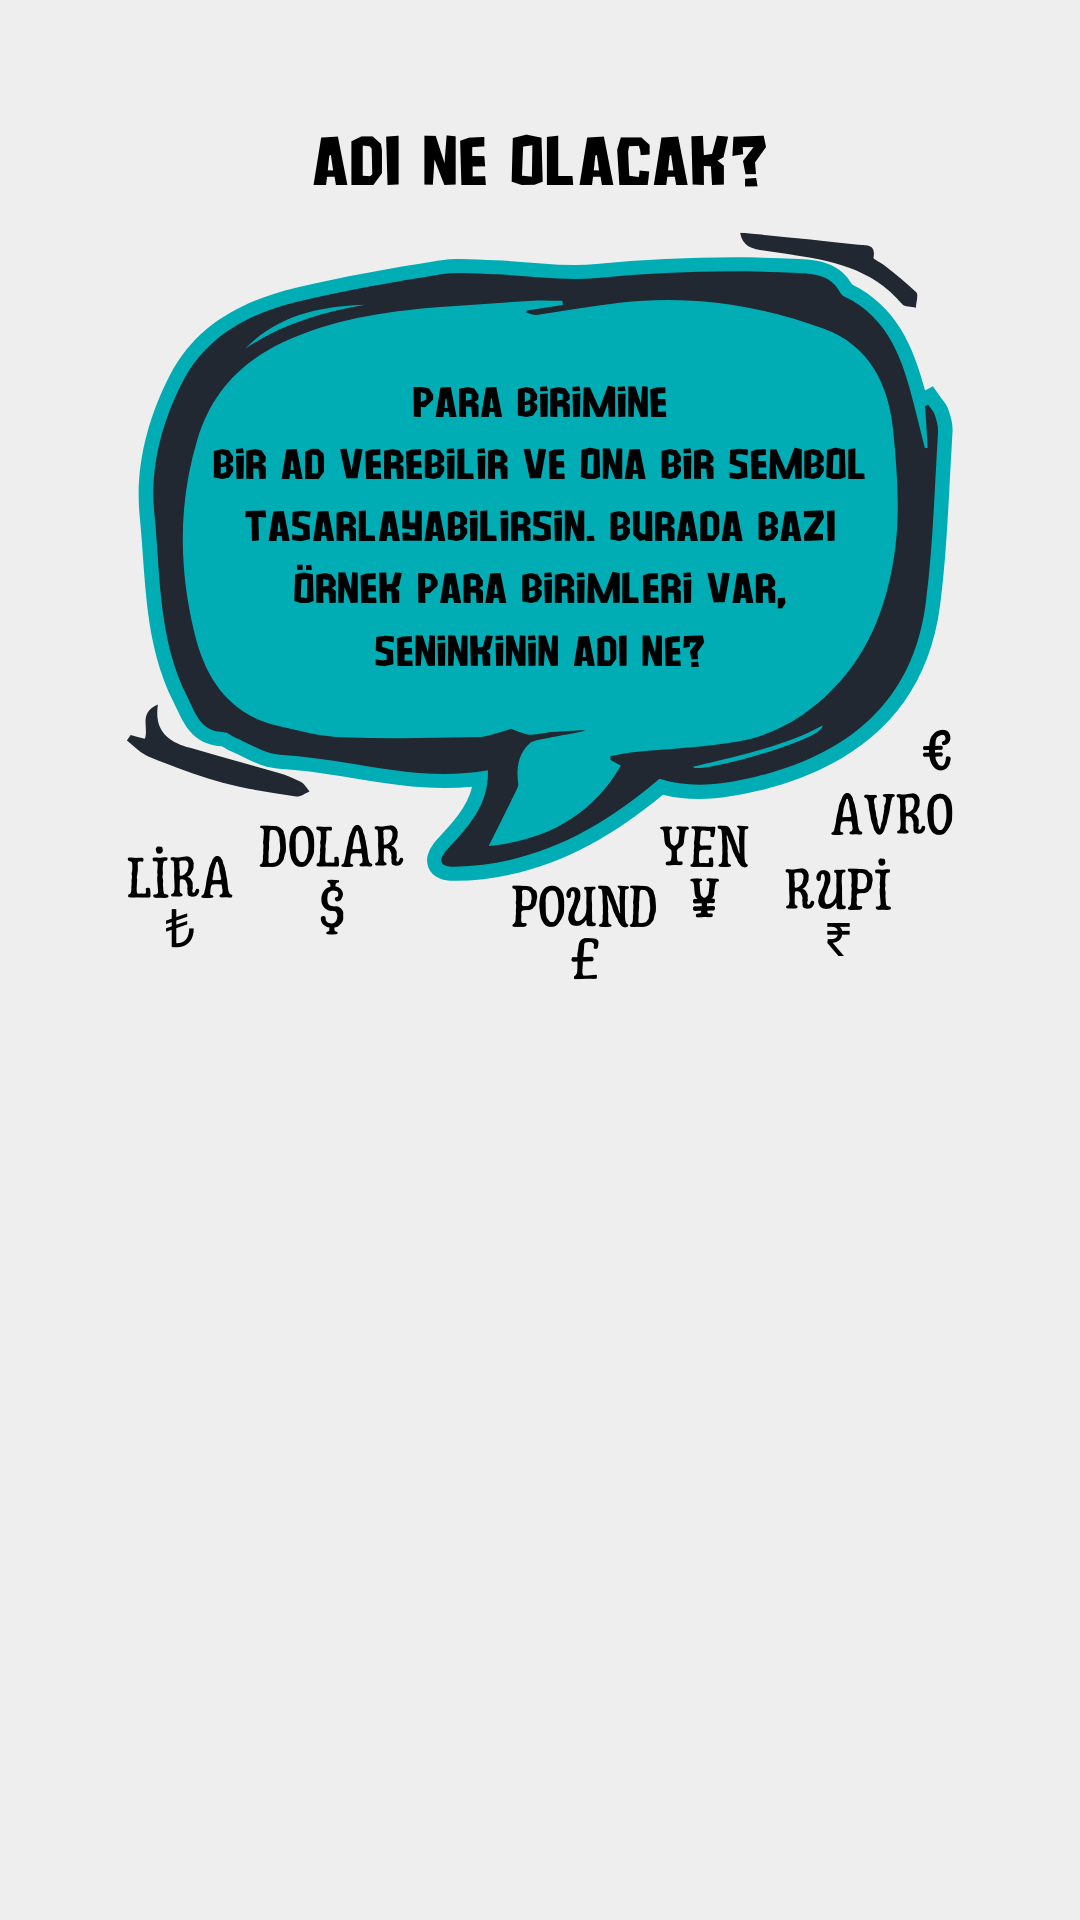 ADI NE OLACAK?
PARA BİRİMİNE
BİR AD VEREBİLİR VE ONA BİR SEMBOL
TASARLAYABİLİRSİN. BURADA BAZI
ÖRNEK PARA BİRİMLERİ VAR,
SENİNKİNİN ADI NE?
LİRA
₺
DOLAR
$
POUND
£
YEN
¥
RUPİ
₹
€
AVRO